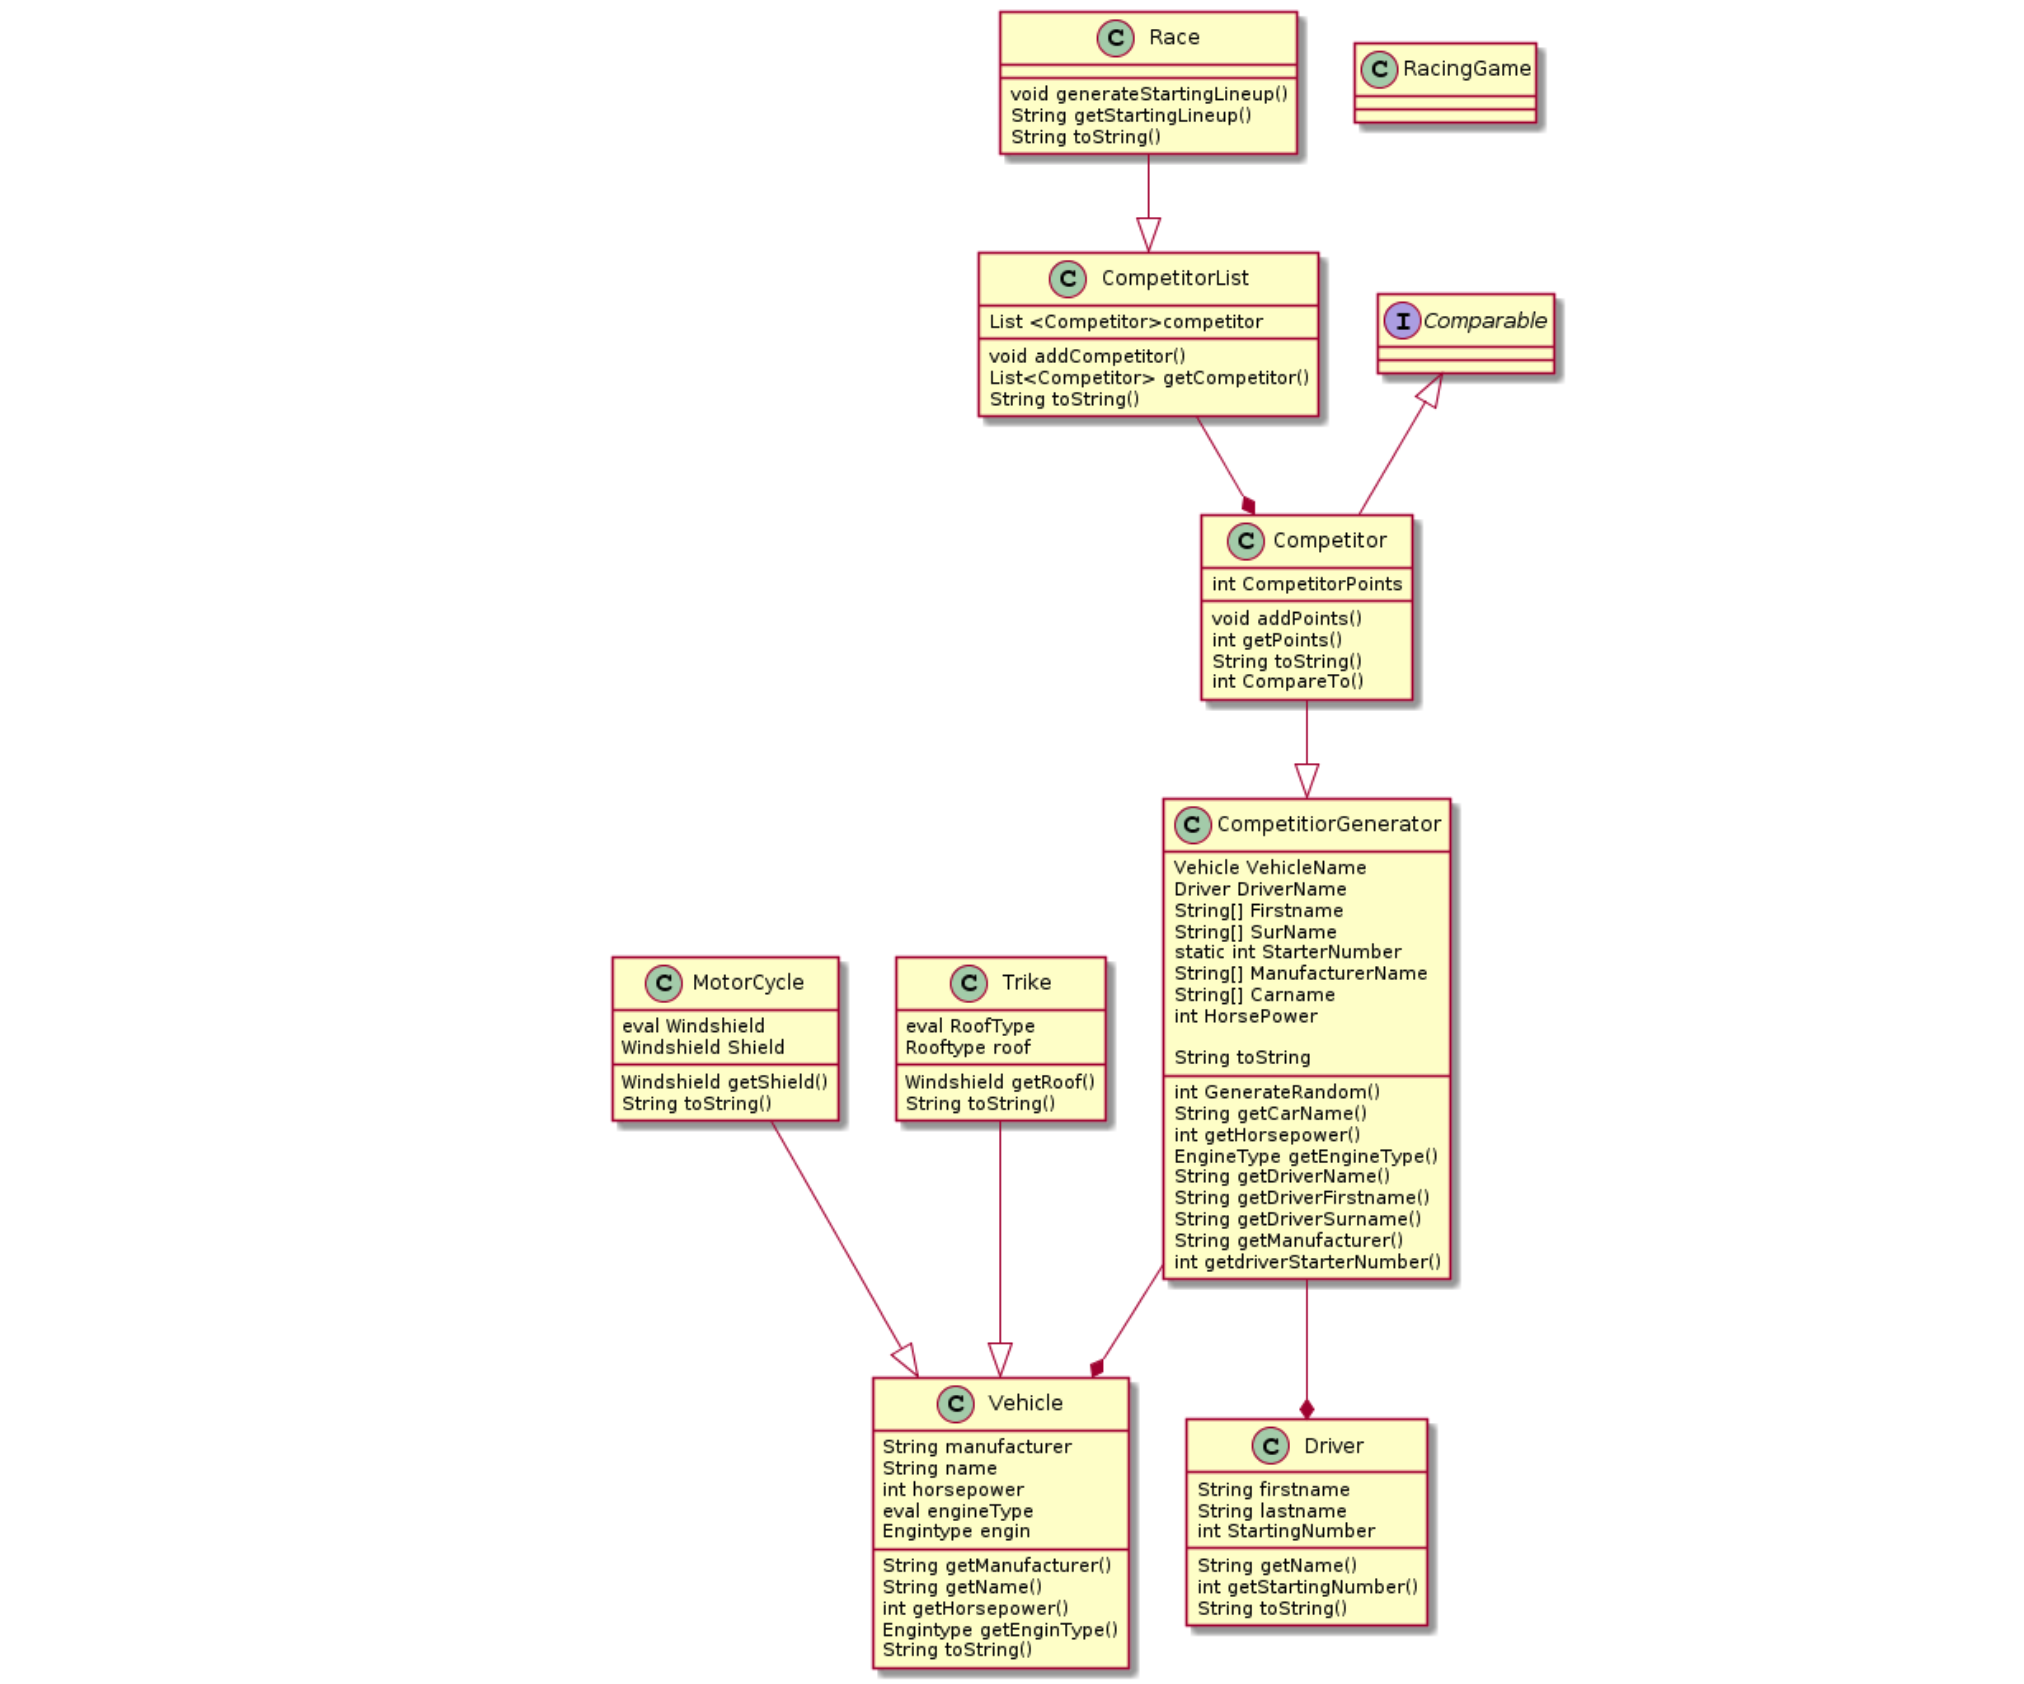 C Race
void generateStartingLineup()
String getStartingLineup()
String toString()
C RacingGame
C CompetitorList
List <Competitor>competitor
void addCompetitor()
List<Competitor> getCompetitor()
String toString()
I Comparable
C Competitor
int CompetitorPoints
void addPoints()
int getPoints()
String toString()
int CompareTo()
C CompetitiorGenerator
Vehicle VehicleName
Driver DriverName
String[] Firstname
String[] SurName
static int StarterNumber
String[] ManufacturerName
String[] Carname
int HorsePower
String toString
int GenerateRandom()
String getCarName()
int getHorsepower()
EngineType getEngineType()
String getDriverName()
String getDriverFirstname()
String getDriverSurname()
String getManufacturer()
int getdriverStarterNumber()
C MotorCycle
eval Windshield
Windshield Shield
Windshield getShield()
String toString()
C Trike
eval RoofType
Rooftype roof
Windshield getRoof()
String toString()
C Vehicle
String manufacturer
String name
int horsepower
eval engineType
Engintype engin
String getManufacturer()
String getName()
int getHorsepower()
Engintype getEnginType()
String toString()
C Driver
String firstname
String lastname
int StartingNumber
String getName()
int getStartingNumber()
String toString()